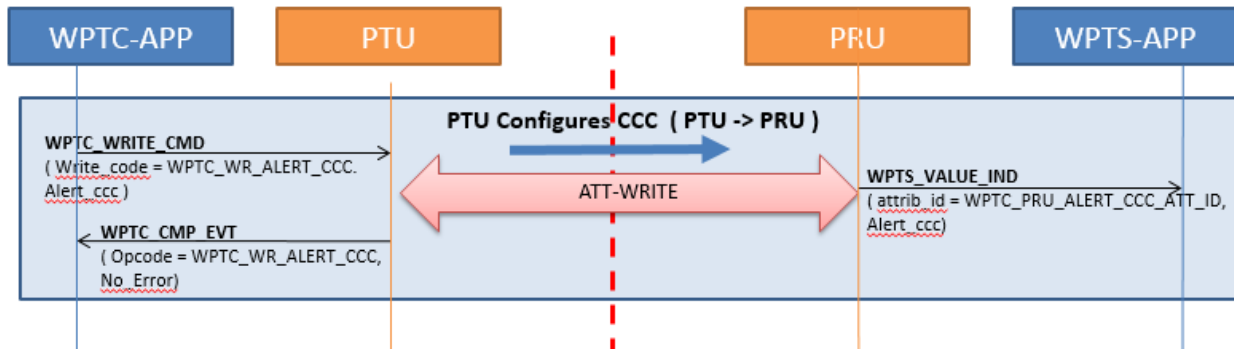 WPTC-APP
PTU
PRU
WPTS-APP
PTU Configures CCC ( PTU -> PRU )
WPTC_WRITE_CMD
( Write_code = WPTC_WR_ALERT_CCC.
Alert_ccc )
ATT-WRITE
WPTS_VALUE_IND
( attrib_id = WPTC_PRU_ALERT_CCC_ATT_ID,
Alert_ccc)
WPTC_CMP_EVT
( Opcode = WPTC_WR_ALERT_CCC,
No_Error)